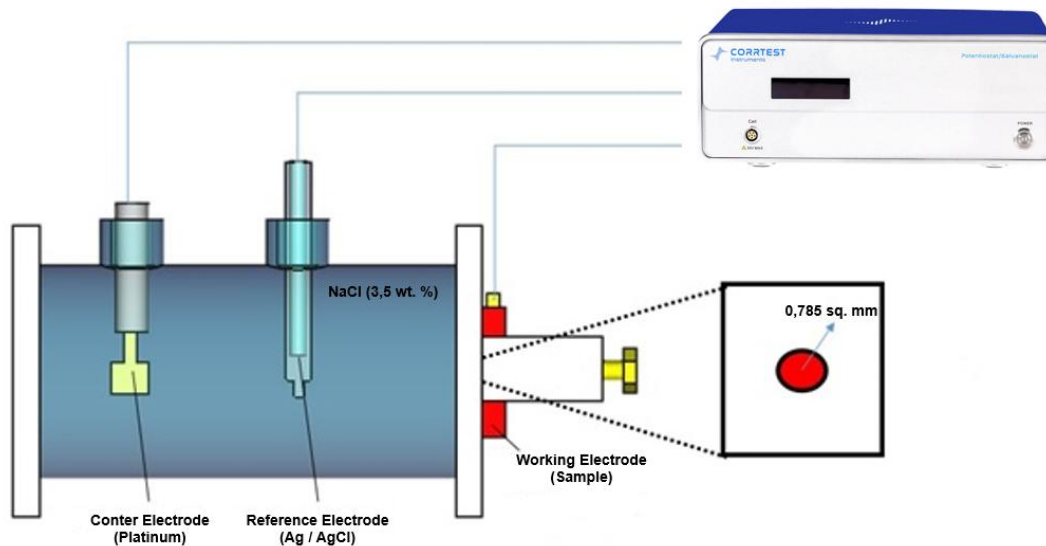 CORRTEST
Instruments
Potentiostat/Galvanostat
Cell
POWER
NaCl (3,5 wt. %)
0,785 sq. mm
Working Electrode
(Sample)
Conter Electrode
(Platinum)
Reference Electrode
(Ag / AgCl)